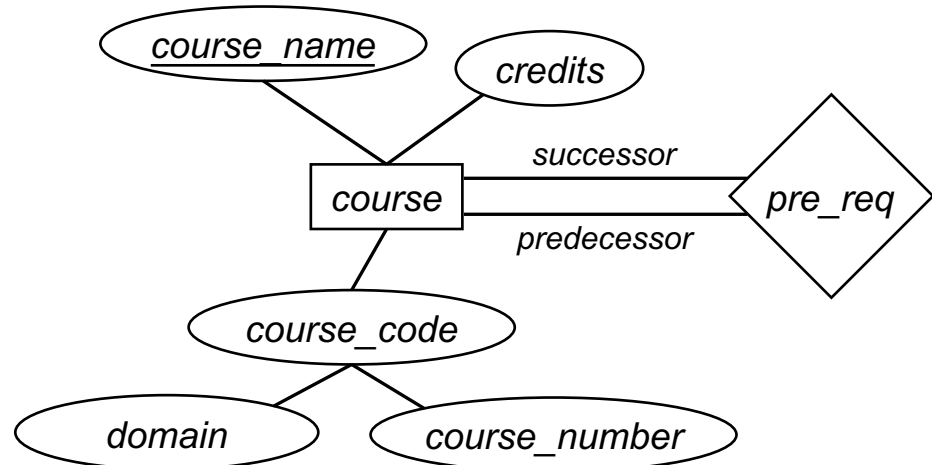 course_name
credits
successor
course
pre_req
predecessor
course_code
domain
course_number